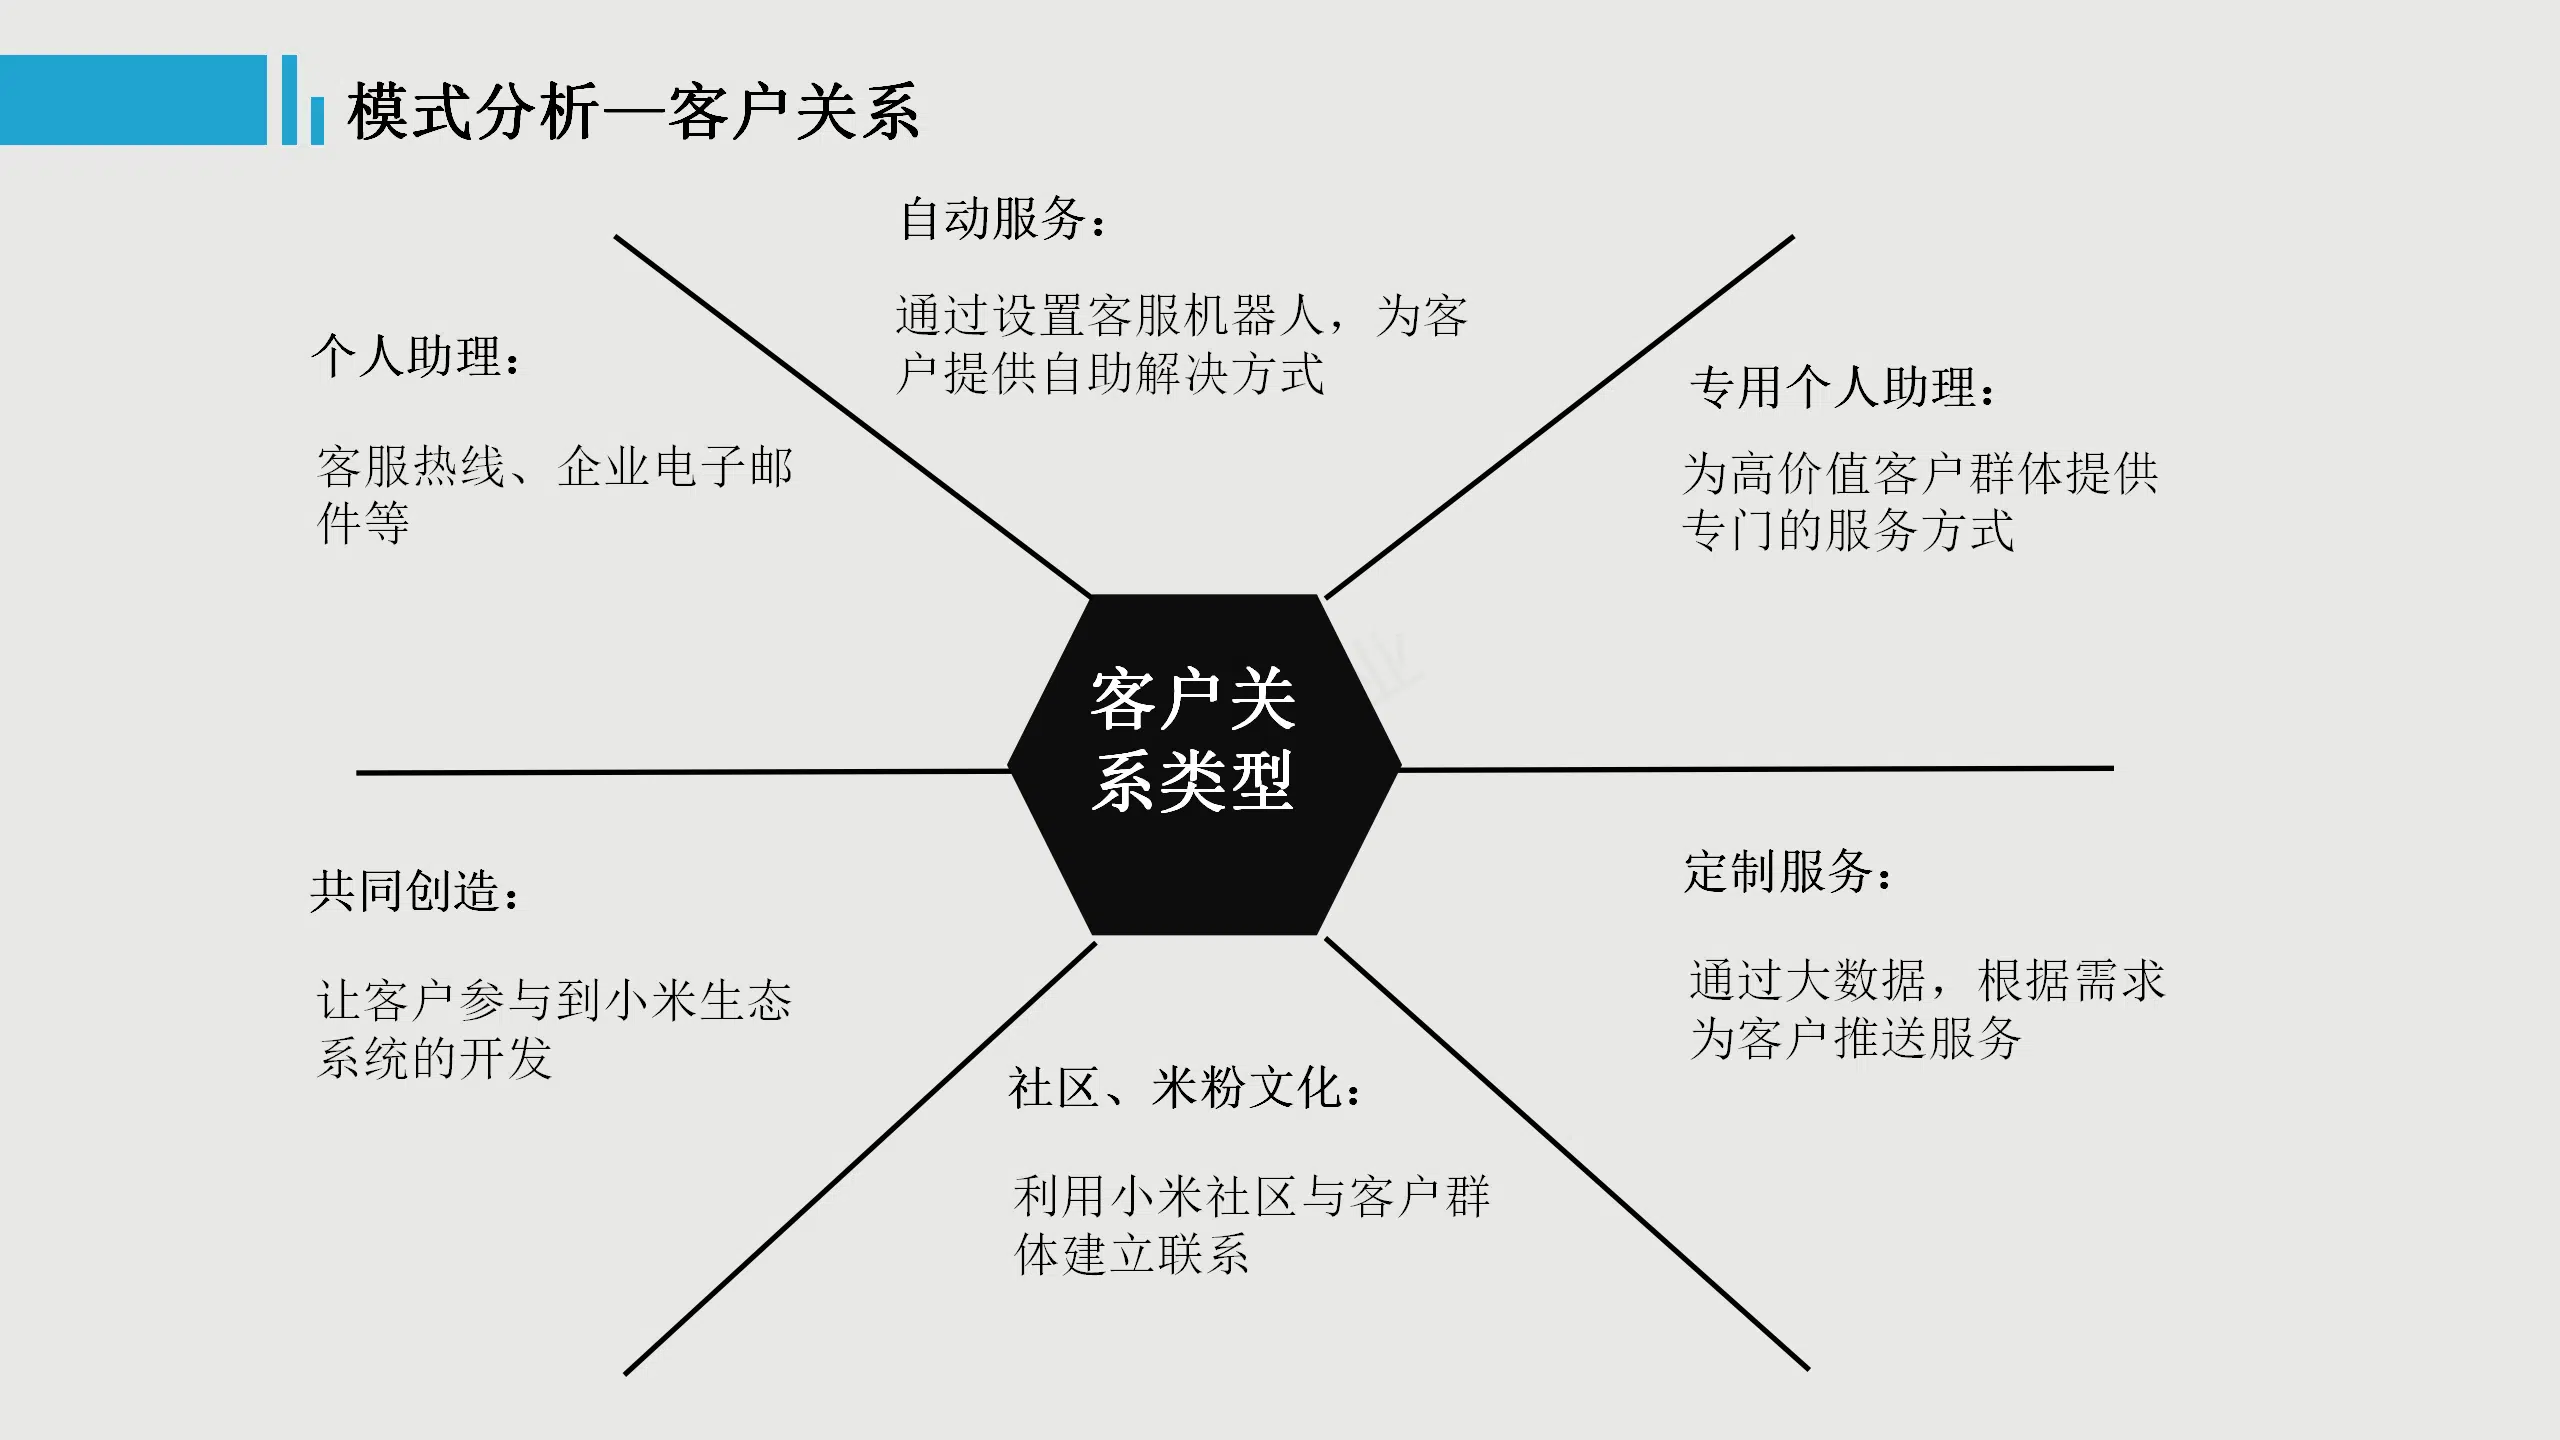 模式分析—客户关系
自动服务：
通过设置客服机器人，为客
户提供自助解决方式
个人助理：
客服热线、企业电子邮
件等
专用个人助理：
为高价值客户群体提供
专门的服务方式
客户关
系类型
共同创造：
让客户参与到小米生态
系统的开发
定制服务：
通过大数据，根据需求
为客户推送服务
社区、米粉文化：
利用小米社区与客户群
体建立联系